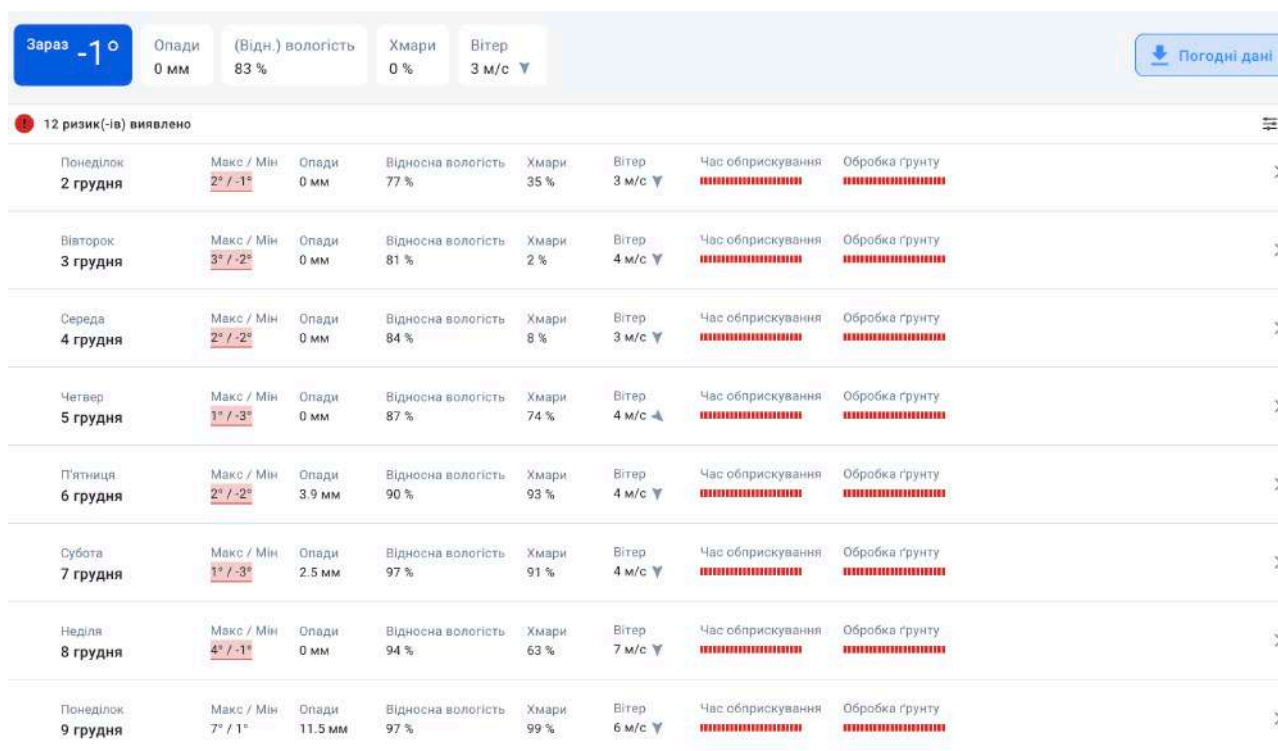 Зараз -1° Опади (Відн.) вологість Хмари Вітер
0 мм 83 % 0 % 3 м/с
Погодні дані
12 ризик(-ів) виявлено
Понеділок Макс / Мін Опади Відносна вологість Хмари Вітер Час обприскування Обробка ґрунту
2 грудня 2° / -1° 0 мм 77 % 35 % 3 м/с
Вівторок Макс / Мін Опади Відносна вологість Хмари Вітер Час обприскування Обробка ґрунту
3 грудня 3° / -2° 0 мм 81 % 2 % 4 м/с
Середа Макс / Мін Опади Відносна вологість Хмари Вітер Час обприскування Обробка ґрунту
4 грудня 2° / -2° 0 мм 84 % 8 % 3 м/с
Четвер Макс / Мін Опади Відносна вологість Хмари Вітер Час обприскування Обробка ґрунту
5 грудня 1° / -3° 0 мм 87 % 74 % 4 м/с
П'ятниця Макс / Мін Опади Відносна вологість Хмари Вітер Час обприскування Обробка ґрунту
6 грудня 2° / -2° 3.9 мм 90 % 93 % 4 м/с
Субота Макс / Мін Опади Відносна вологість Хмари Вітер Час обприскування Обробка ґрунту
7 грудня 1° / -3° 2.5 мм 97 % 91 % 4 м/с
Неділя Макс / Мін Опади Відносна вологість Хмари Вітер Час обприскування Обробка ґрунту
8 грудня 4° / -1° 0 мм 94 % 63 % 7 м/с
Понеділок Макс / Мін Опади Відносна вологість Хмари Вітер Час обприскування Обробка ґрунту
9 грудня 7° / 1° 11.5 мм 97 % 99 % 6 м/с